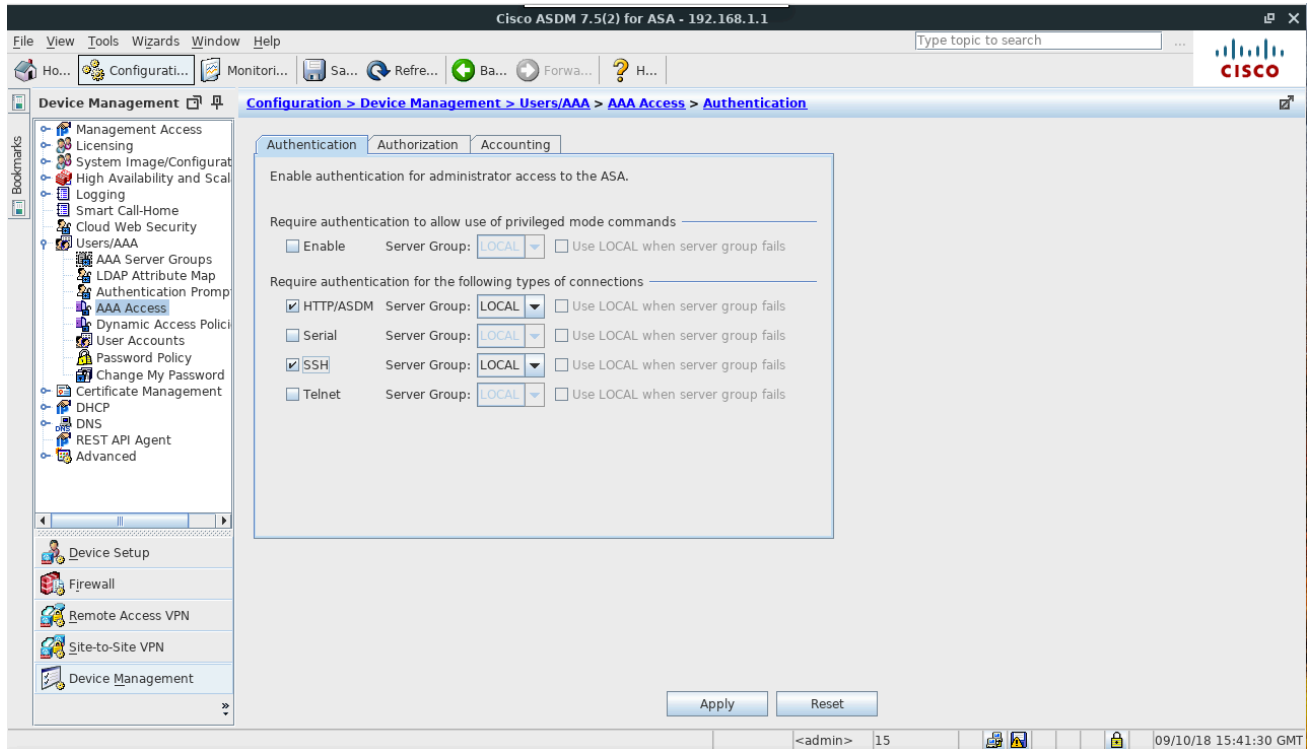 Cisco ASDM 7.5(2) for ASA - 192.168.1.1
File View Tools Wizards Window Help
Type topic to search
...
Ho... Configurati... Monitori... Sa... Refre... Ba... Forwa... H...
CISCO
Bookmarks
Device Management
Configuration > Device Management > Users/AAA > AAA Access > Authentication
Management Access
Licensing
System Image/Configurat
High Availability and Scal
Logging
Smart Call-Home
Cloud Web Security
Users/AAA
AAA Server Groups
LDAP Attribute Map
Authentication Promp
AAA Access
Dynamic Access Polici
User Accounts
Password Policy
Change My Password
Certificate Management
DHCP
DNS
DNS
REST API Agent
Advanced
Device Setup
Firewall
Remote Access VPN
Site-to-Site VPN
Device Management
Authentication Authorization Accounting
Enable authentication for administrator access to the ASA.
Require authentication to allow use of privileged mode commands
Enable Server Group: LOCAL Use LOCAL when server group fails
Require authentication for the following types of connections
HTTP/ASDM Server Group: LOCAL Use LOCAL when server group fails
Serial Server Group: LOCAL Use LOCAL when server group fails
SSH Server Group: LOCAL Use LOCAL when server group fails
Telnet Server Group: LOCAL Use LOCAL when server group fails
Apply Reset
<admin> 15 09/10/18 15:41:30 GMT